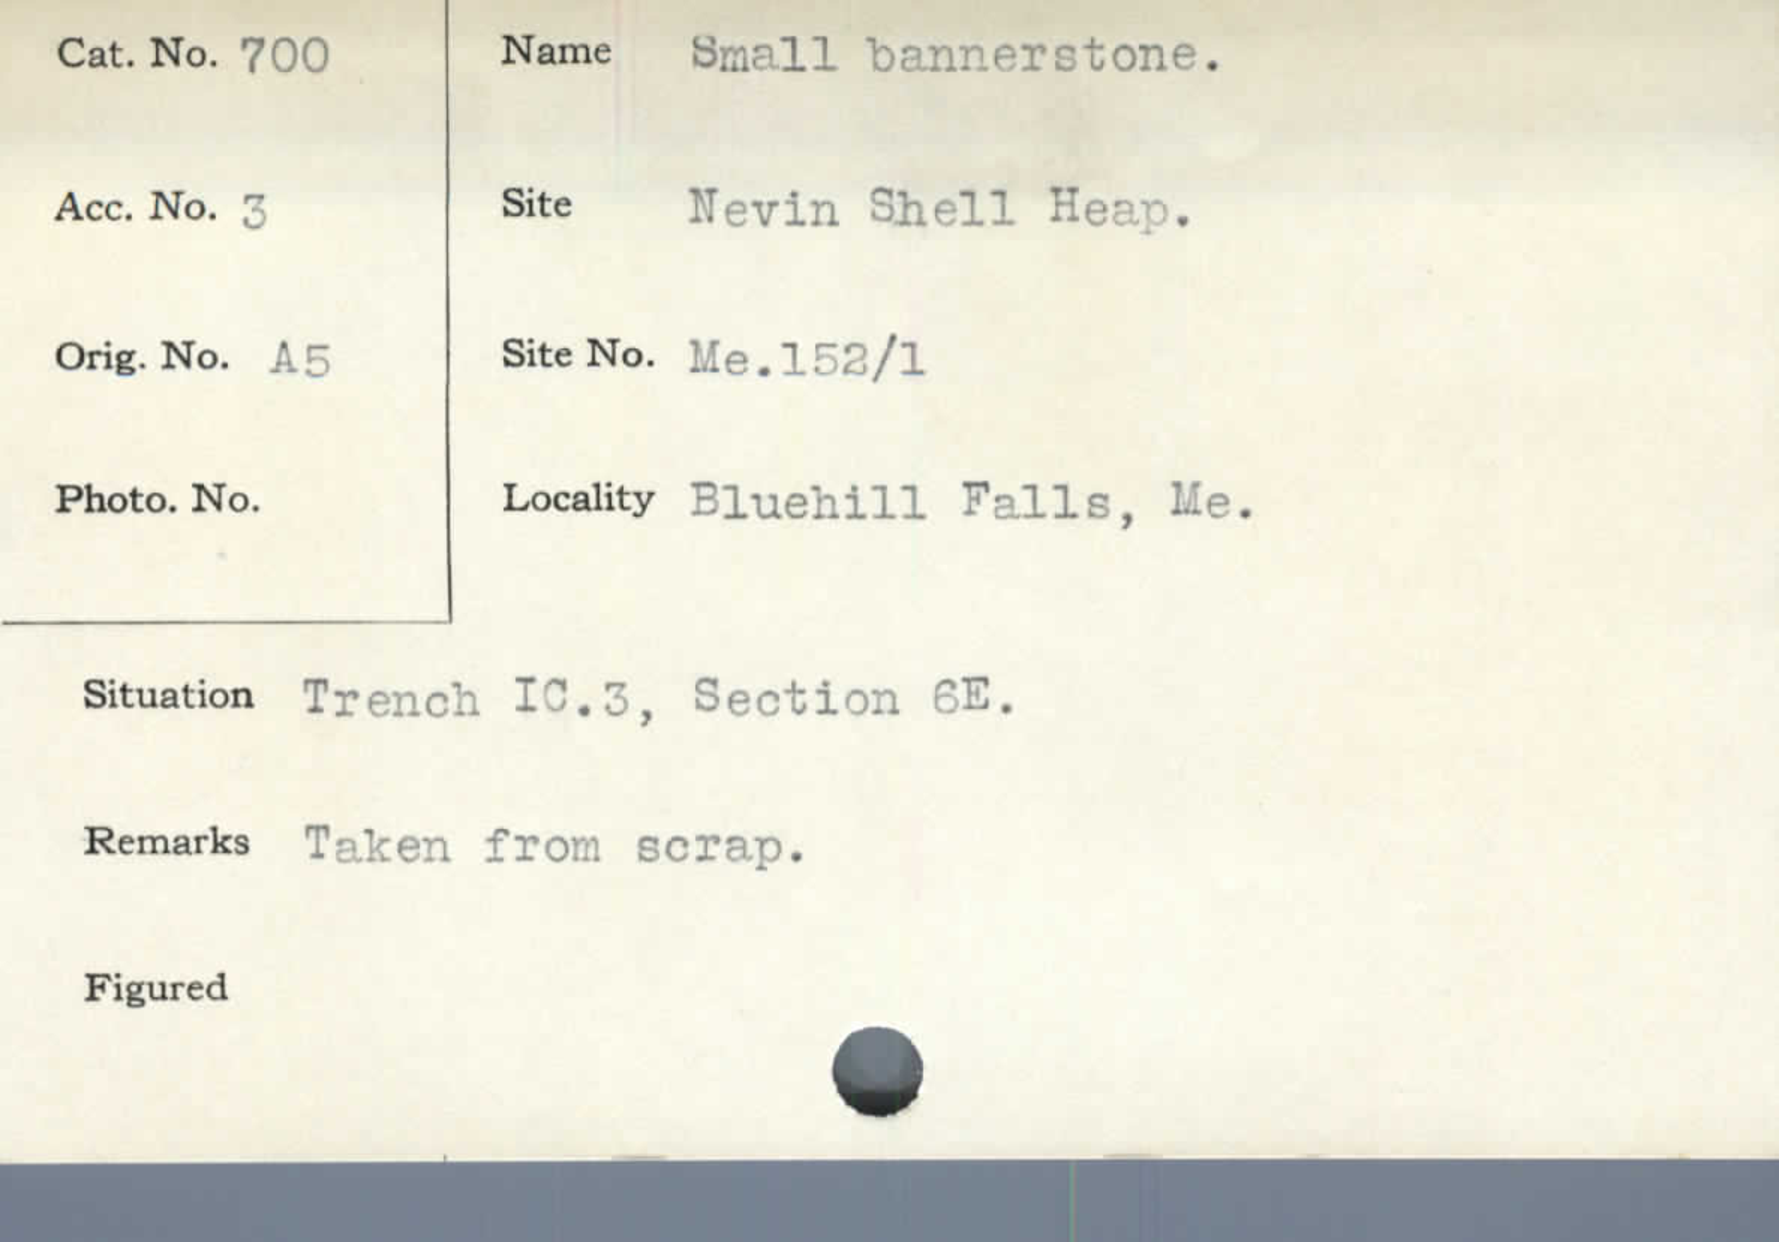 Cat. No. 700
Name Small bannerstone.
Acc. No. 3
Site Nevin Shell Heap.
Orig. No. A5
Site No. Me.152/1
Photo. No.
Locality Bluehill Falls, Me.
Situation Trench IC.3, Section 6E.
Remarks Taken from scrap.
Figured